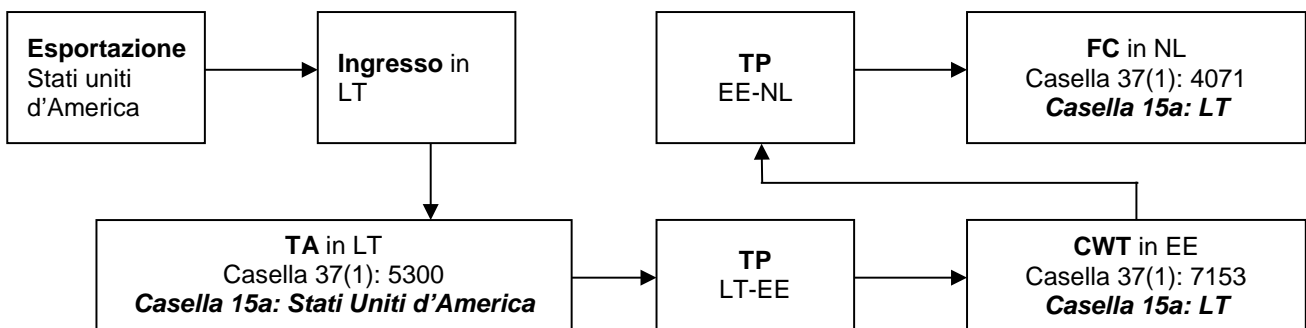 Esportazione
Stati uniti
d’America
Ingresso in
LT
TA in LT
Casella 37(1): 5300
Casella 15a: Stati Uniti d’America
TP
LT-EE
CWT in EE
Casella 37(1): 7153
Casella 15a: LT
TP
EE-NL
FC in NL
Casella 37(1): 4071
Casella 15a: LT